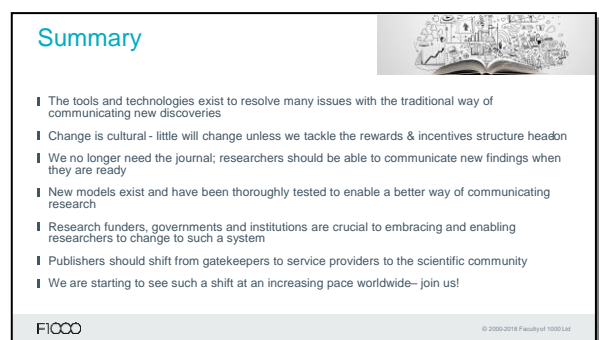 Summary
The tools and technologies exist to resolve many issues with the traditional way of
communicating new discoveries
Change is cultural - little will change unless we tackle the rewards & incentives structure headon
We no longer need the journal; researchers should be able to communicate new findings when
they are ready
New models exist and have been thoroughly tested to enable a better way of communicating
research
Research funders, governments and institutions are crucial to embracing and enabling
researchers to change to such a system
Publishers should shift from gatekeepers to service providers to the scientific community
We are starting to see such a shift at an increasing pace worldwide– join us!
F1000
© 2000-2016 Faculty of 1000 Ltd